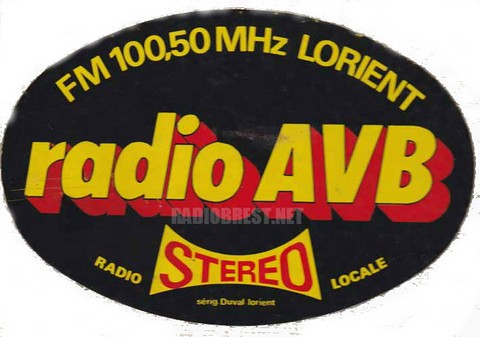 FM 100,50 MHz LORIENT
radio AVB
RADIOBREST.NET
RADIO STEREO LOCALE
sérig. Duval lorient